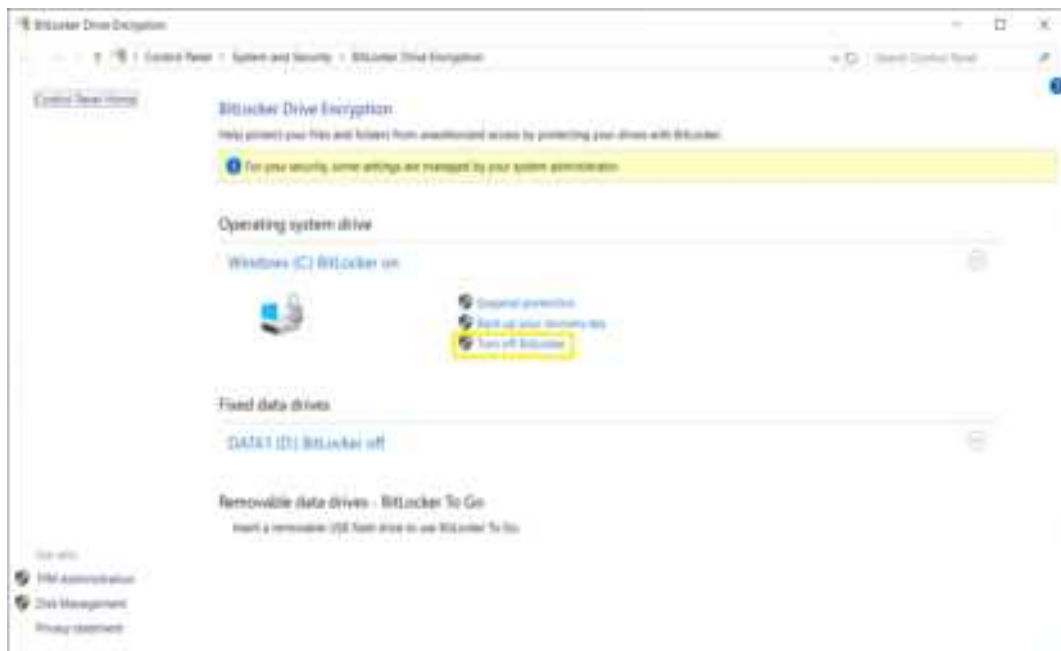 BitLocker Drive Encryption
Control Panel > System and Security > BitLocker Drive Encryption
Search Control Panel
Control Panel Home
BitLocker Drive Encryption
Help protect your files and folders from unauthorized access by protecting your drives with BitLocker.
For your security, some settings are managed by your system administrator.
Operating system drive
Windows (C:) BitLocker on
Suspend protection
Back up your recovery key
Turn off BitLocker
Fixed data drives
DATA1 (D:) BitLocker off
Removable data drives - BitLocker To Go
Insert a removable USB flash drive to use BitLocker To Go.
See also
TPM Administration
Disk Management
Privacy statement